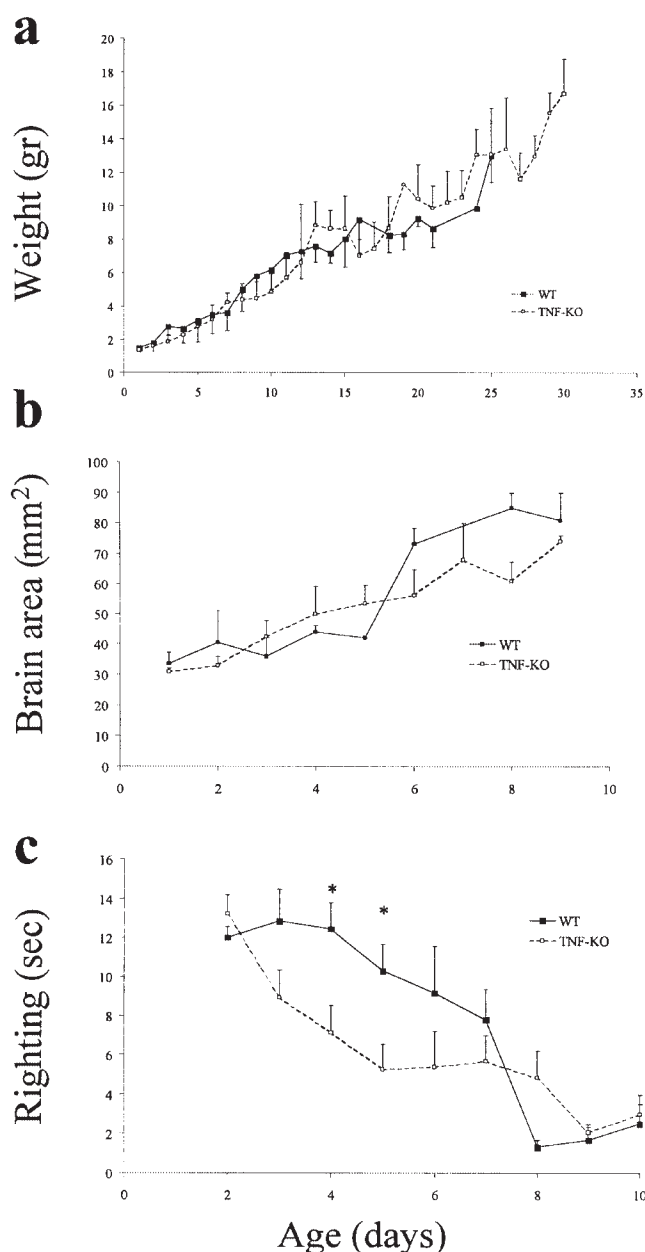 a
Weight (gr)
20
18
16
14
12
10
8
6
4
2
0
0 5 10 15 20 25 30 35
WT
TNF-KO
b
Brain area (mm²)
100
90
80
70
60
50
40
30
20
10
0
0 2 4 6 8 10
WT
TNF-KO
c
Righting (sec)
16
14
12
10
8
6
4
2
0
* *
0 2 4 6 8 10
WT
TNF-KO
Age (days)